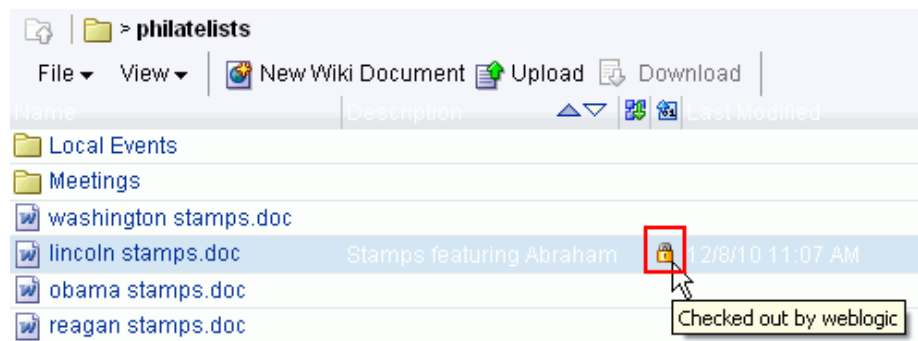 > philatelists
File View New Wiki Document Upload Download
Name Description Last Modified
Local Events
Meetings
washington stamps.doc
lincoln stamps.doc Stamps featuring Abraham 12/8/10 11:07 AM
obama stamps.doc
Checked out by weblogic
reagan stamps.doc